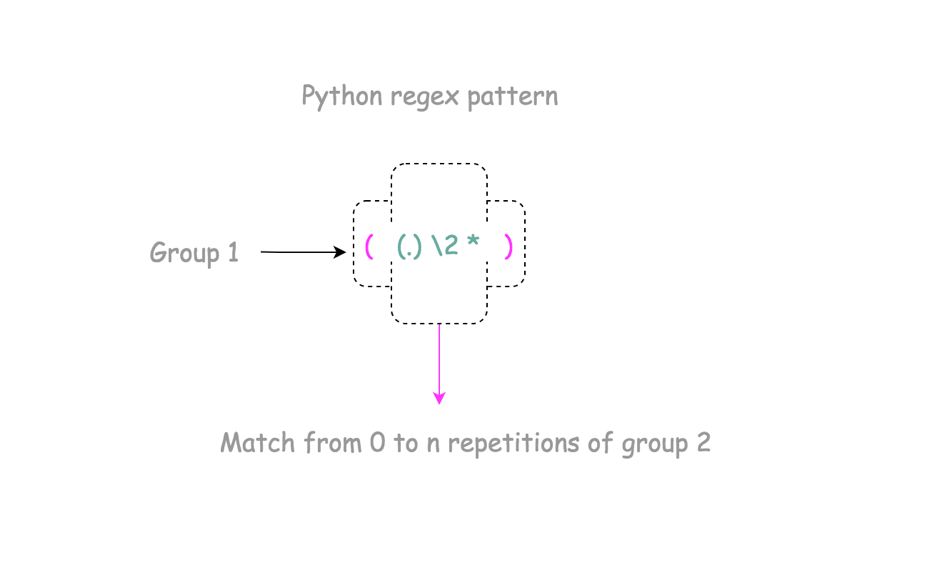 Python regex pattern
Group 1
( (.) \2 * )
Match from 0 to n repetitions of group 2